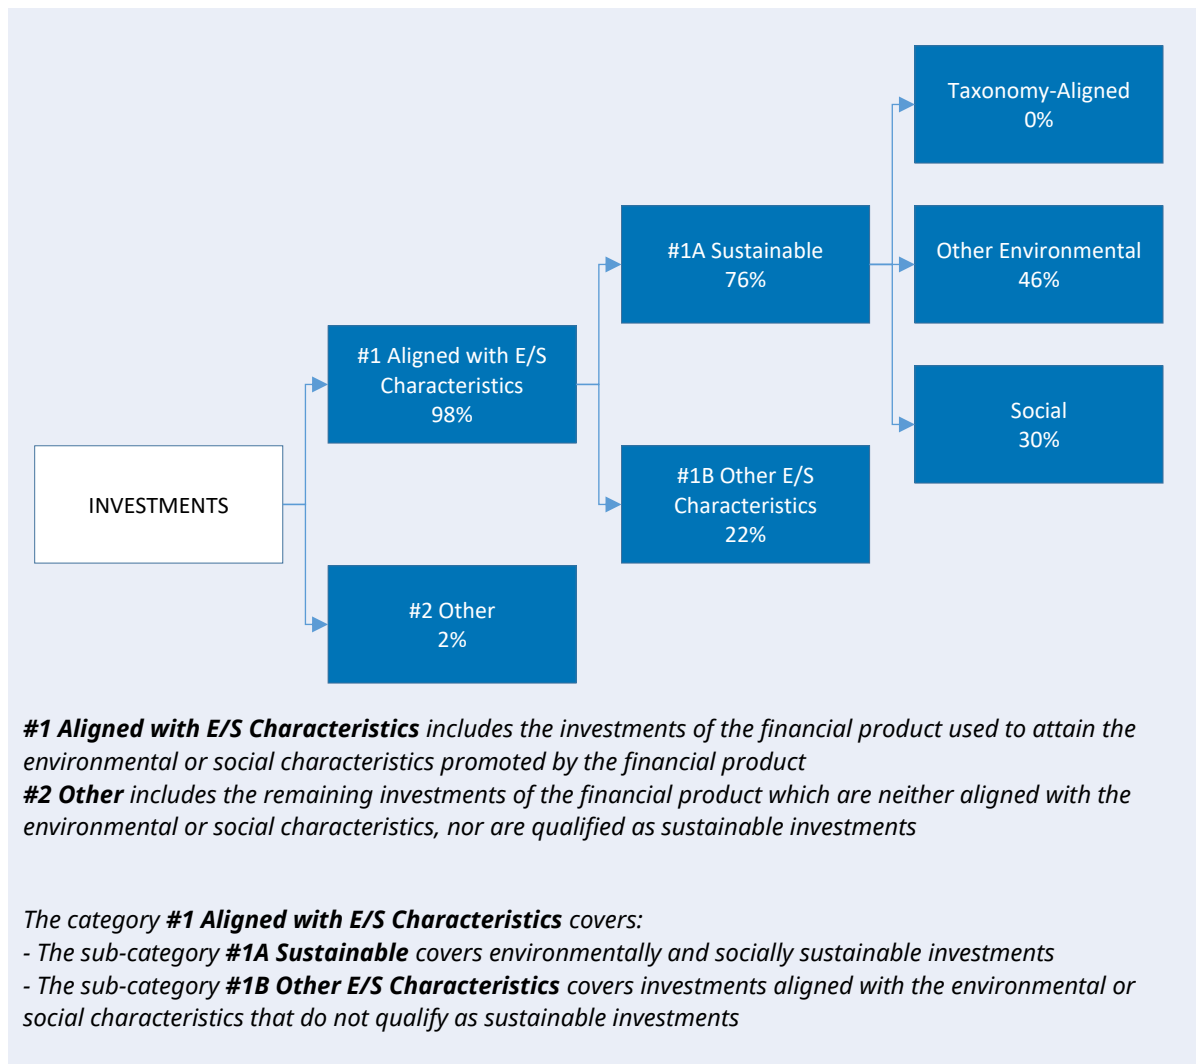 Taxonomy-Aligned
0%
#1A Sustainable
76%
Other Environmental
46%
#1 Aligned with E/S
Characteristics
98%
Social
30%
INVESTMENTS
#1B Other E/S
Characteristics
22%
#2 Other
2%
#1 Aligned with E/S Characteristics includes the investments of the financial product used to attain the
environmental or social characteristics promoted by the financial product
#2 Other includes the remaining investments of the financial product which are neither aligned with the
environmental or social characteristics, nor are qualified as sustainable investments
The category #1 Aligned with E/S Characteristics covers:
- The sub-category #1A Sustainable covers environmentally and socially sustainable investments
- The sub-category #1B Other E/S Characteristics covers investments aligned with the environmental or
social characteristics that do not qualify as sustainable investments